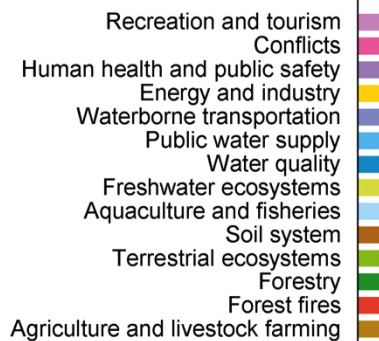 Recreation and tourism
Conflicts
Human health and public safety
Energy and industry
Waterborne transportation
Public water supply
Water quality
Freshwater ecosystems
Aquaculture and fisheries
Soil system
Terrestrial ecosystems
Forestry
Forest fires
Agriculture and livestock farming